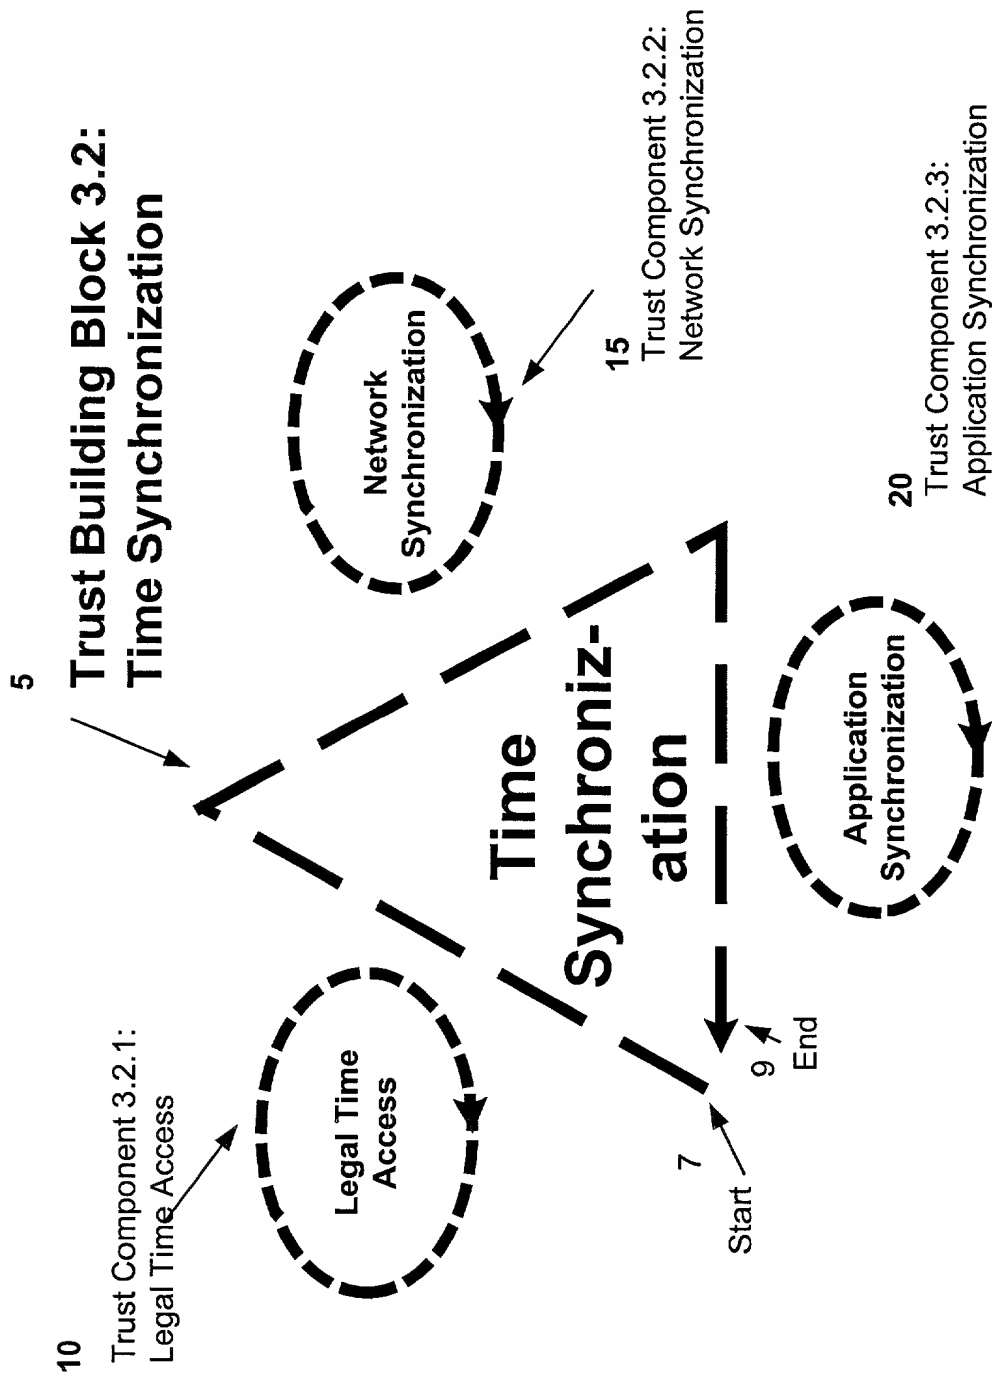 5
Trust Building Block 3.2:
Time Synchronization
10
Trust Component 3.2.1:
Legal Time Access
Legal Time
Access
Network
Synchronization
15
Trust Component 3.2.2:
Network Synchronization
Time
Synchroniz-
ation
7
Start
9
End
Application
Synchronization
20
Trust Component 3.2.3:
Application Synchronization